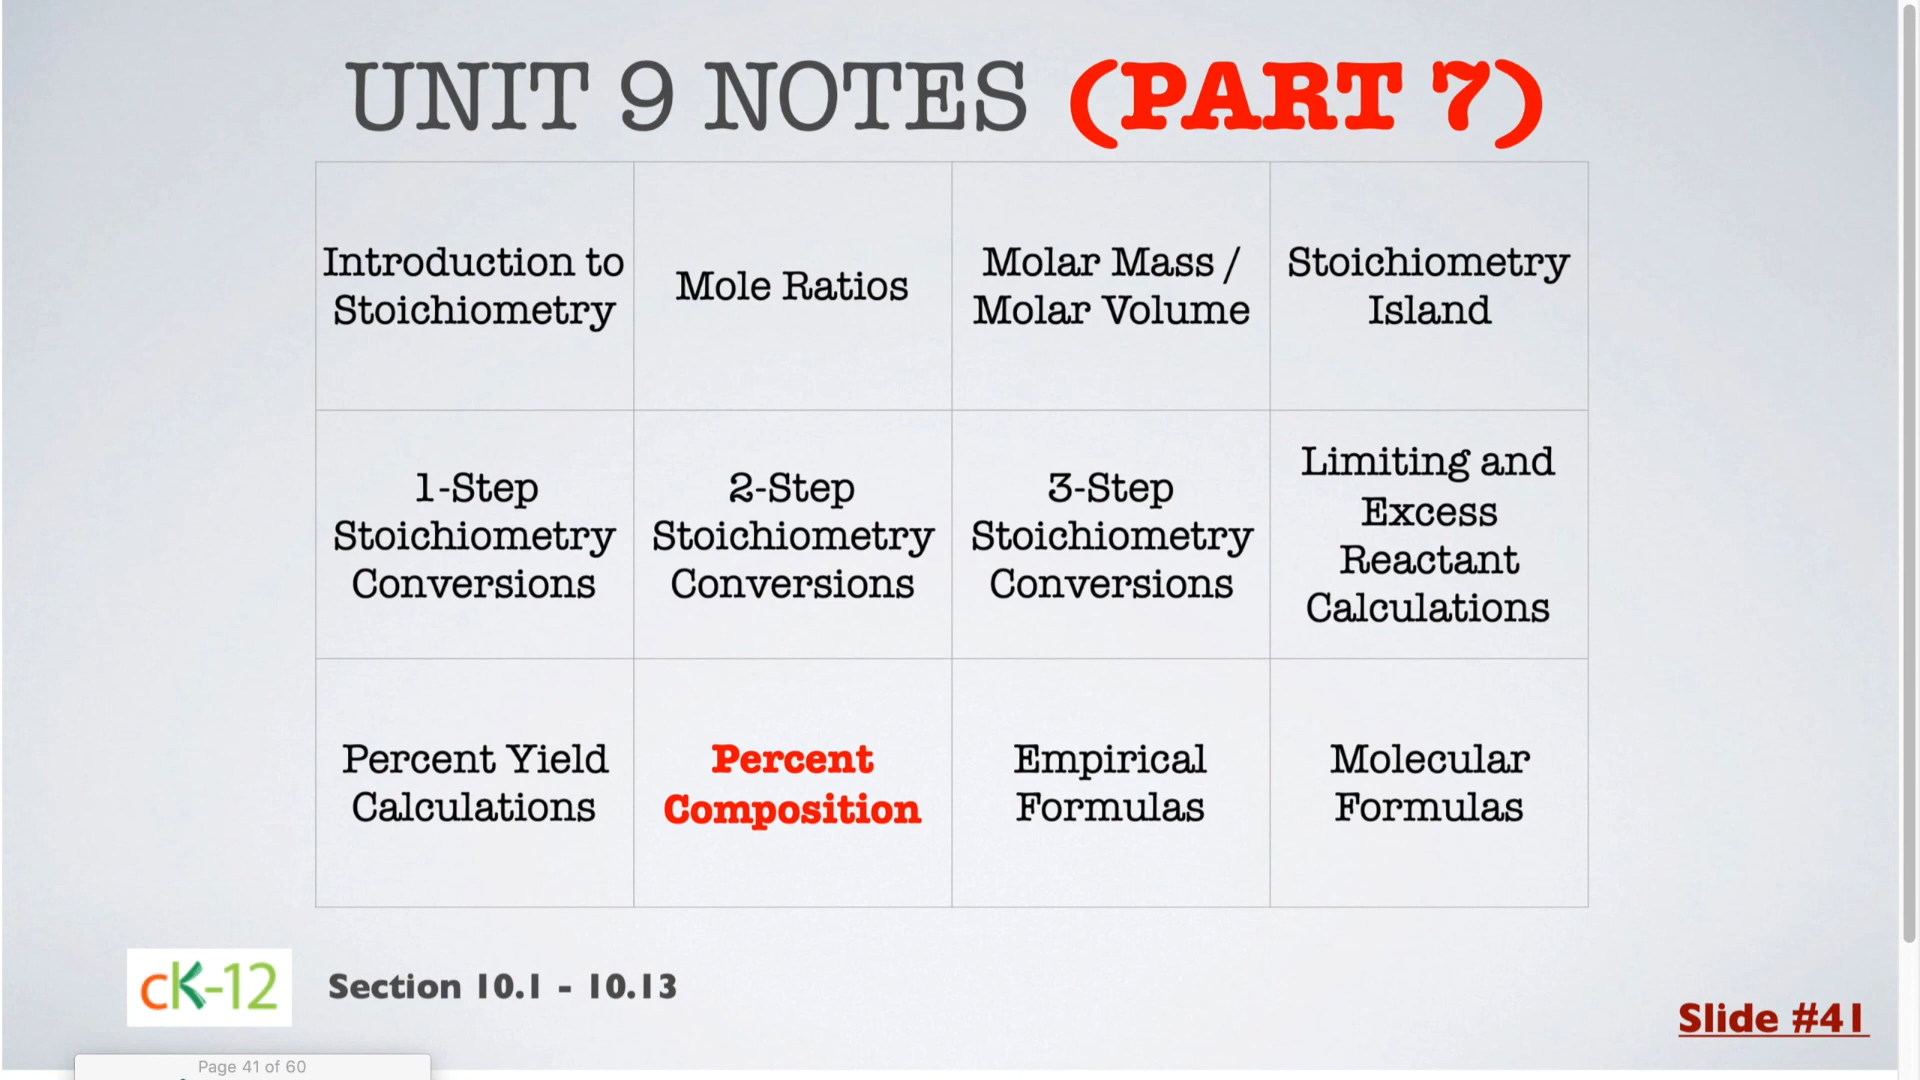 UNIT 9 NOTES (PART 7)
Introduction to
Stoichiometry
Mole Ratios
Molar Mass /
Molar Volume
Stoichiometry
Island
1-Step
Stoichiometry
Conversions
2-Step
Stoichiometry
Conversions
3-Step
Stoichiometry
Conversions
Limiting and
Excess
Reactant
Calculations
Percent Yield
Calculations
Percent
Composition
Empirical
Formulas
Molecular
Formulas
cK-12
Section 10.1 - 10.13
Slide #41
Page 41 of 60